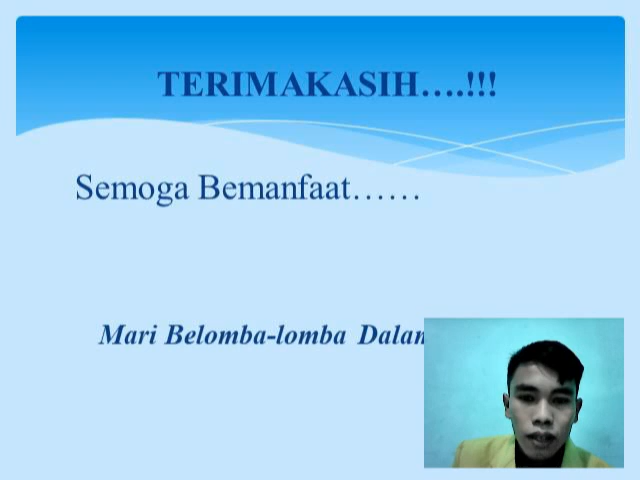 TERIMAKASIH….!!!
Semoga Bemanfaat……
Mari Belomba-lomba Dalam